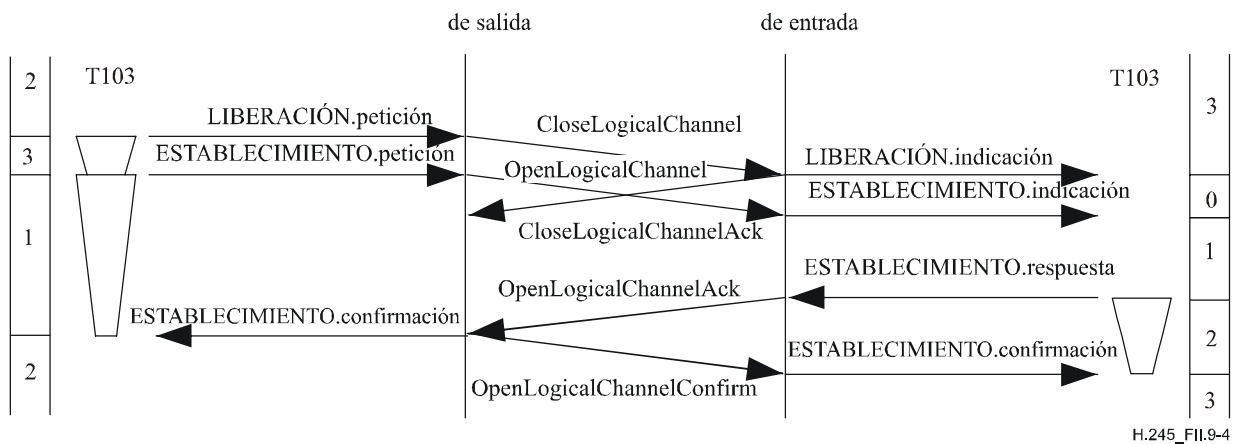 de salida
de entrada
2
T103
T103
3
LIBERACIÓN.petición
CloseLogicalChannel
3
ESTABLECIMIENTO.petición
OpenLogicalChannel
LIBERACIÓN.indicación
ESTABLECIMIENTO.indicación
0
1
CloseLogicalChannelAck
1
ESTABLECIMIENTO.respuesta
OpenLogicalChannelAck
ESTABLECIMIENTO.confirmación
2
ESTABLECIMIENTO.confirmación
2
OpenLogicalChannelConfirm
3
H.245_FII.9-4